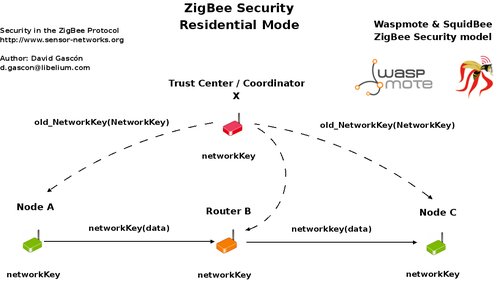 ZigBee Security
Residential Mode
Security in the ZigBee Protocol
http://www.sensor-networks.org
Author: David Gascón
d.gascon@libelium.com
Waspmote & SquidBee
ZigBee Security model
WASP
MOTE
Trust Center / Coordinator
X
old_NetworkKey(NetworkKey)
old_NetworkKey(NetworkKey)
networkKey
Node A
Router B
Node C
networkKey(data)
networkkey(data)
networkKey
networkKey
networkKey